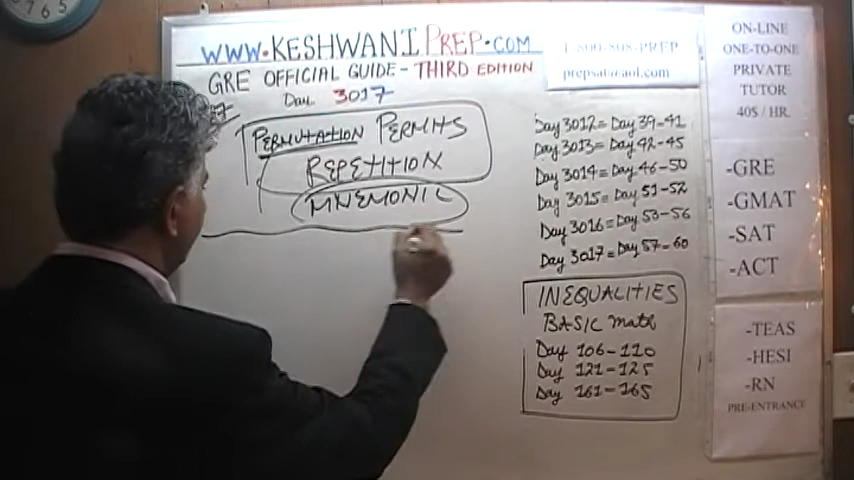 WWW.KESHWANIPREP.COM
GRE OFFICIAL GUIDE - THIRD EDITION
Day 3017
PERMUTATION PERMITS
REPETITION
MNEMONIC
1-800-808-PREP
prepsat@aol.com
Day 3012 = Day 39-41
Day 3013 = Day 42-45
Day 3014 = Day 46-50
Day 3015 = Day 51-52
Day 3016 = Day 53-56
Day 3017 = Day 57-60
INEQUALITIES
BASIC math
Day 106-110
Day 121-125
Day 161-165
ON-LINE
ONE-TO-ONE
PRIVATE
TUTOR
40$ / HR.
-GRE
-GMAT
-SAT
-ACT
-TEAS
-HESI
-RN
PRE-ENTRANCE
7 6 5